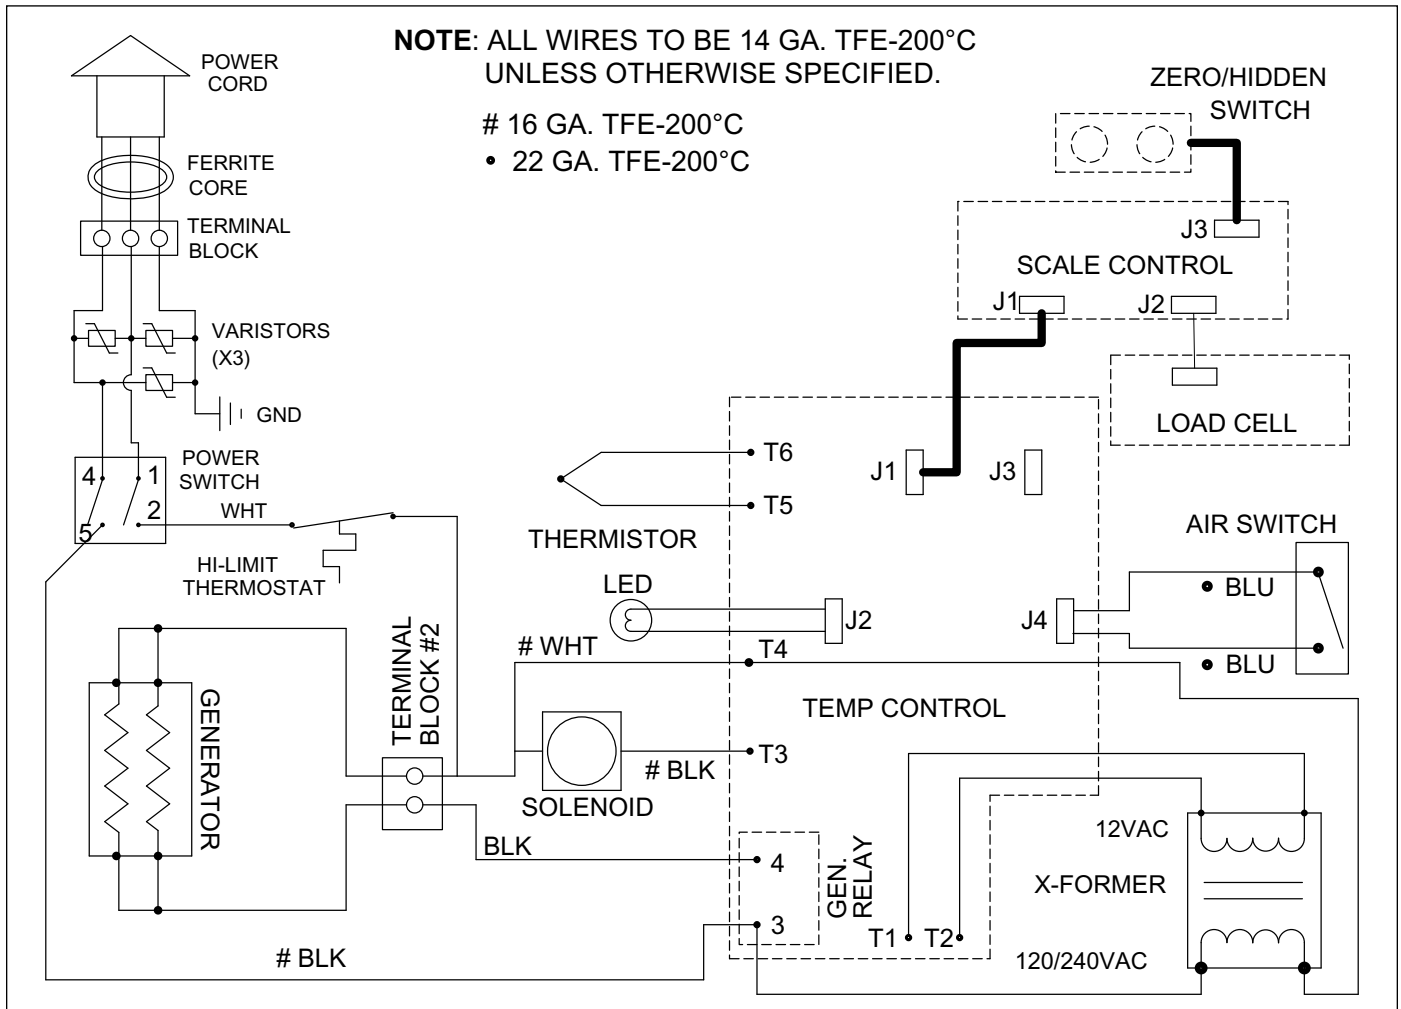 NOTE: ALL WIRES TO BE 14 GA. TFE-200°C
UNLESS OTHERWISE SPECIFIED.
# 16 GA. TFE-200°C
• 22 GA. TFE-200°C
POWER
CORD
FERRITE
CORE
TERMINAL
BLOCK
VARISTORS
(X3)
GND
POWER
SWITCH
4
1
2
5
WHT
HI-LIMIT
THERMOSTAT
ZERO/HIDDEN
SWITCH
J3
SCALE CONTROL
J1
J2
LOAD CELL
T6
T5
THERMISTOR
J1
J3
AIR SWITCH
• BLU
• BLU
LED
J2
J4
# WHT
T4
TEMP CONTROL
GENERATOR
TERMINAL
BLOCK #2
SOLENOID
# BLK
T3
BLK
4
3
GEN.
RELAY
T1
T2
12VAC
X-FORMER
120/240VAC
# BLK